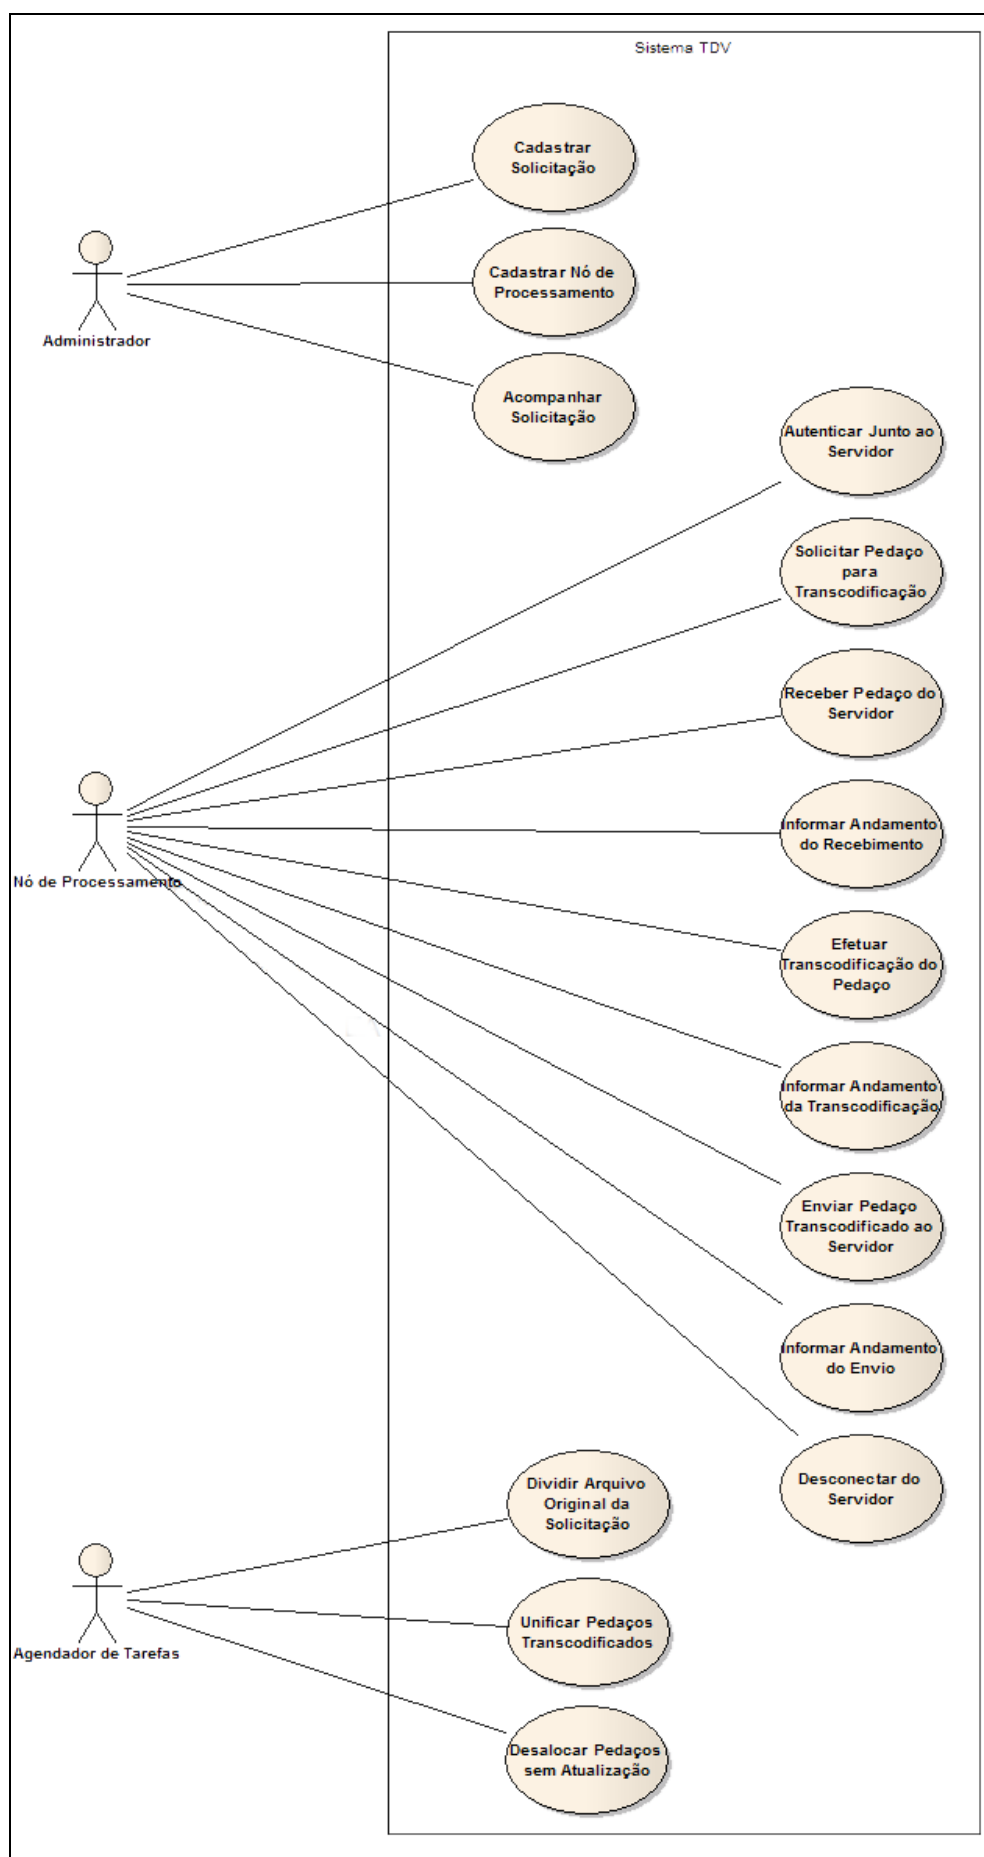 Sistema TDV
Cadastrar
Solicitação
Cadastrar Nó de
Processamento
Administrador
Acompanhar
Solicitação
Autenticar Junto ao
Servidor
Solicitar Pedaço
para
Transcodificação
Receber Pedaço do
Servidor
Informar Andamento
do Recebimento
Nó de Processamento
Efetuar
Transcodificação do
Pedaço
Informar Andamento
da Transcodificação
Enviar Pedaço
Transcodificado ao
Servidor
Informar Andamento
do Envio
Desconectar do
Servidor
Dividir Arquivo
Original da
Solicitação
Unificar Pedaços
Transcodificados
Agendador de Tarefas
Desalocar Pedaços
sem Atualização